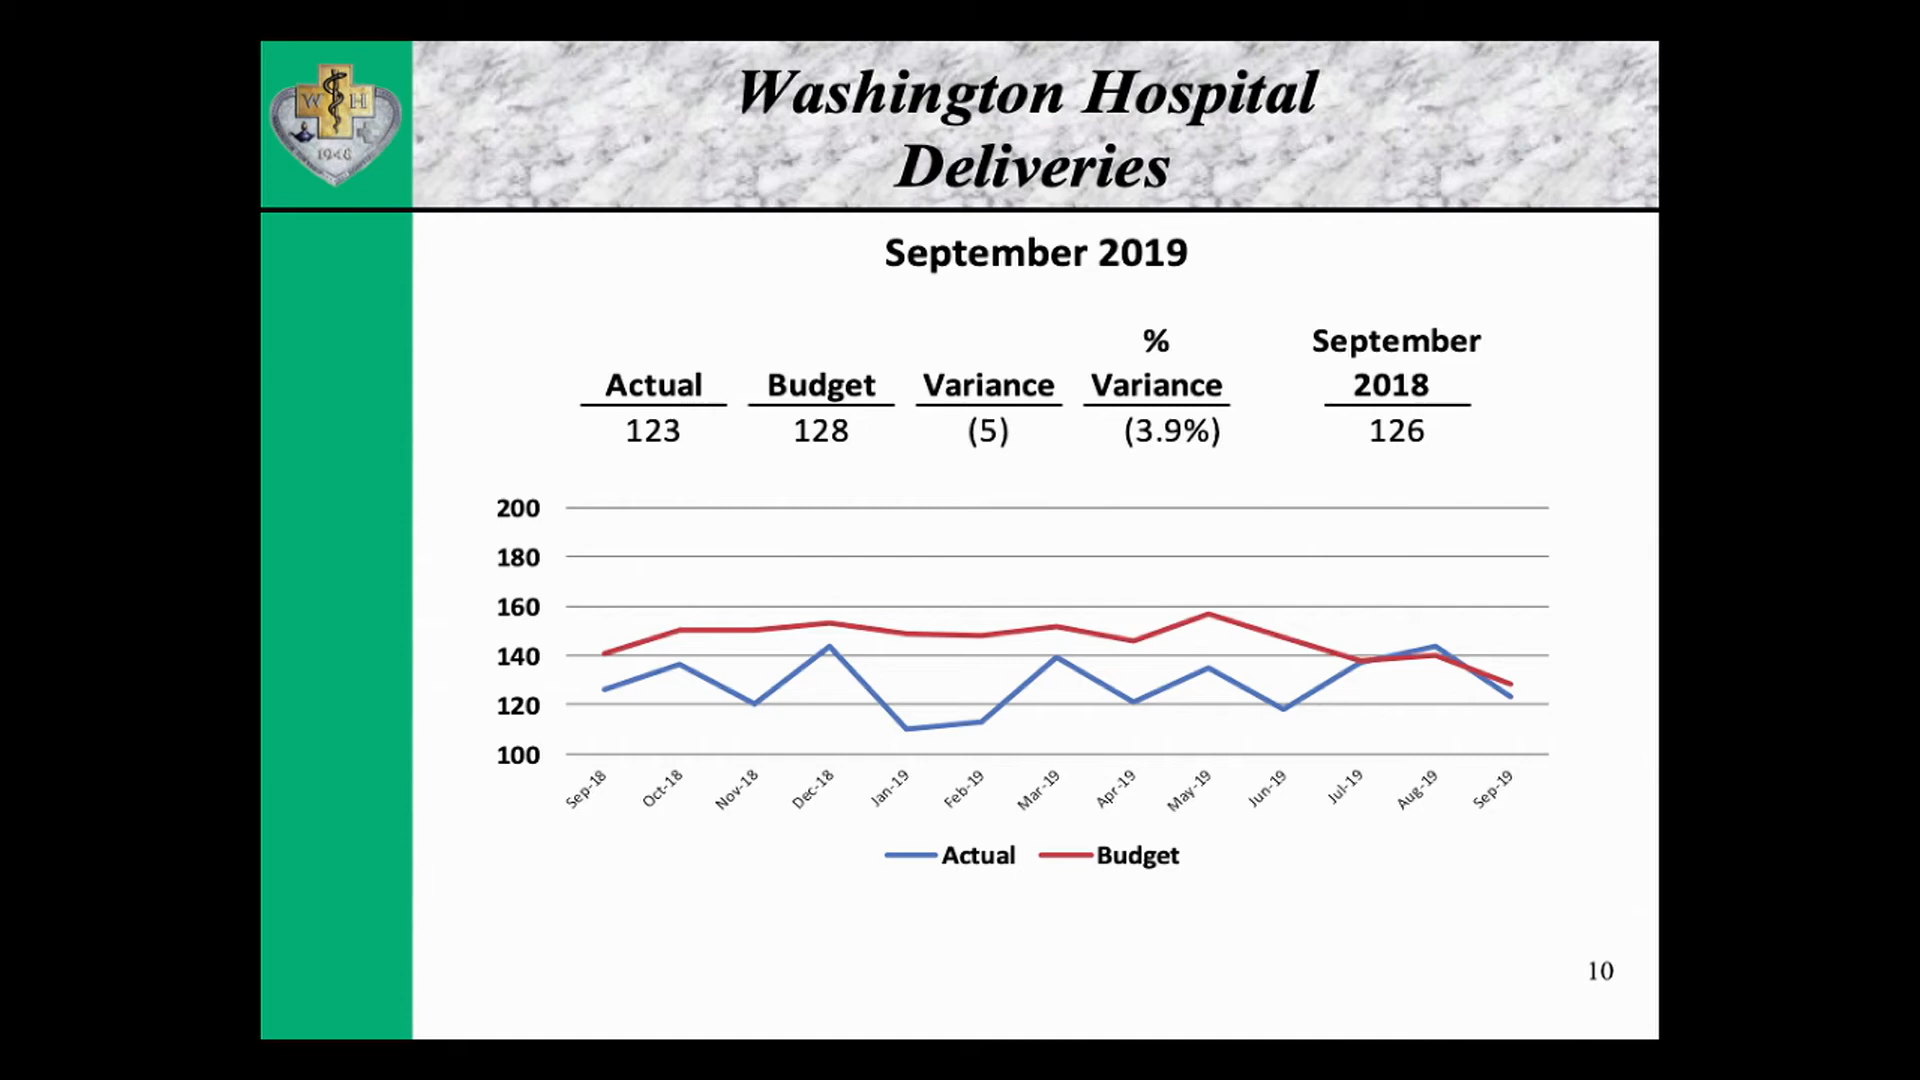 W H
1948
Washington Hospital
Deliveries
September 2019
% September
Actual Budget Variance Variance 2018
123 128 (5) (3.9%) 126
200
180
160
140
120
100
Sep-18 Oct-18 Nov-18 Dec-18 Jan-19 Feb-19 Mar-19 Apr-19 May-19 Jun-19 Jul-19 Aug-19 Sep-19
Actual Budget
10